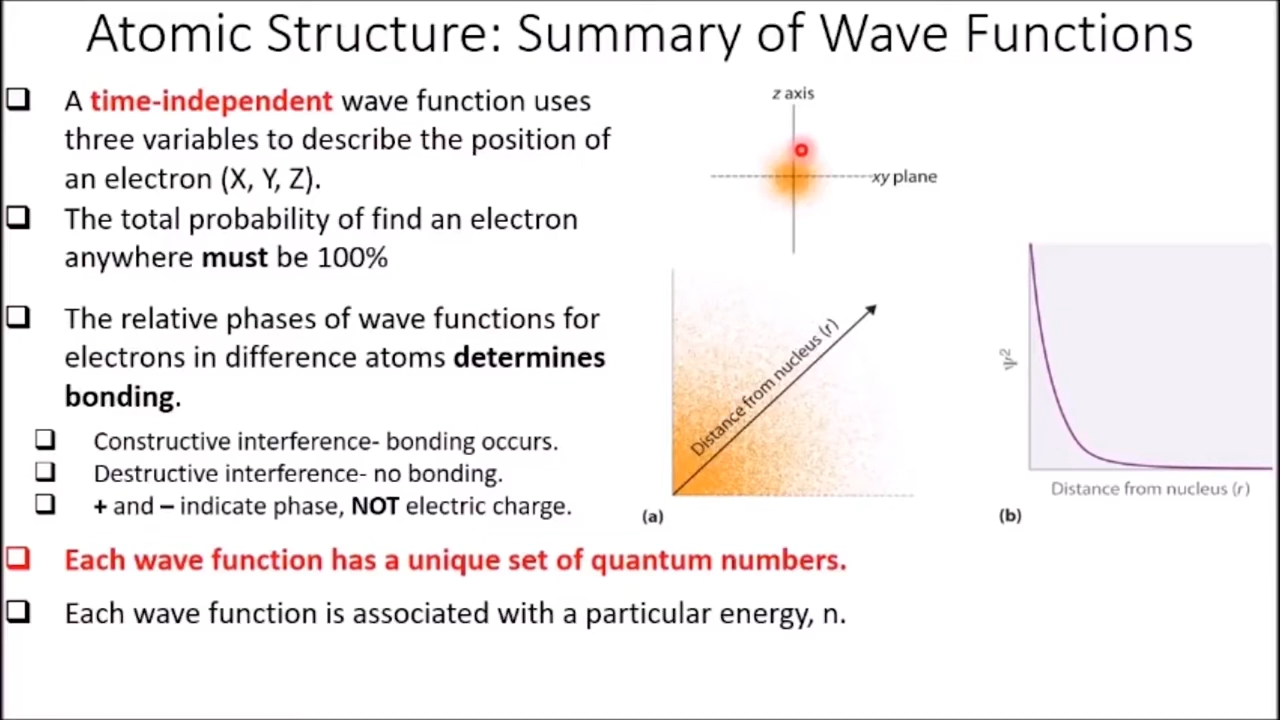 Atomic Structure: Summary of Wave Functions
❑ A time-independent wave function uses
three variables to describe the position of
an electron (X, Y, Z).
❑ The total probability of find an electron
anywhere must be 100%
❑ The relative phases of wave functions for
electrons in difference atoms determines
bonding.
❑ Constructive interference- bonding occurs.
❑ Destructive interference- no bonding.
❑ + and – indicate phase, NOT electric charge.
❑ Each wave function has a unique set of quantum numbers.
❑ Each wave function is associated with a particular energy, n.
z axis
xy plane
Distance from nucleus (r)
(a)
Ψ²
Distance from nucleus (r)
(b)